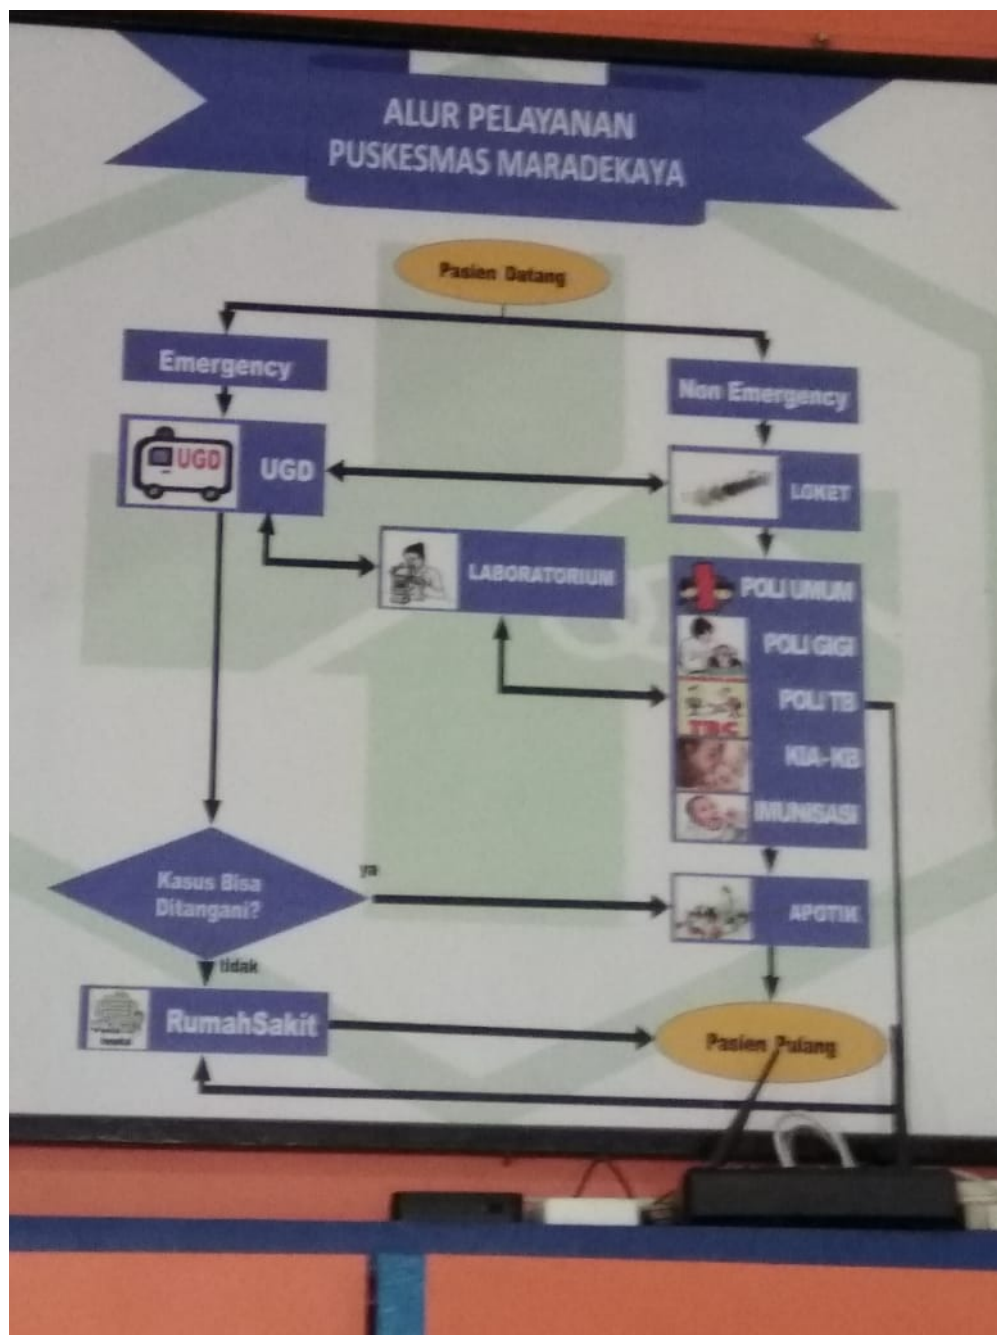 ALUR PELAYANAN
PUSKESMAS MARADEKAYA
Pasien Datang
Emergency
Non Emergency
UGD
UGD
LOKET
LABORATORIUM
POLI UMUM
POLI GIGI
POLI TB
TBC
KIA-KB
IMUNISASI
Kasus Bisa
Ditangani?
ya
APOTIK
tidak
RumahSakit
Pasien Pulang